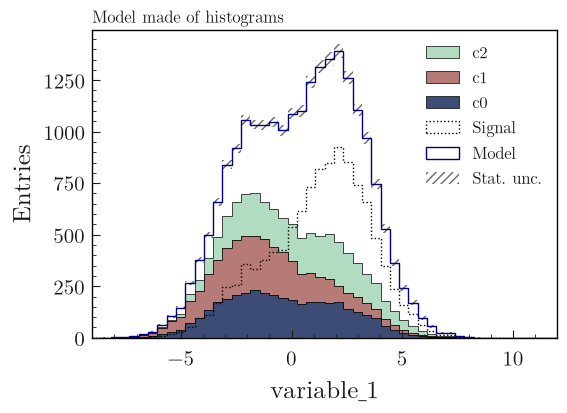 Model made of histograms
Entries
1250
1000
750
500
250
0
c2
c1
c0
Signal
Model
Stat. unc.
−5 0 5 10
variable_1